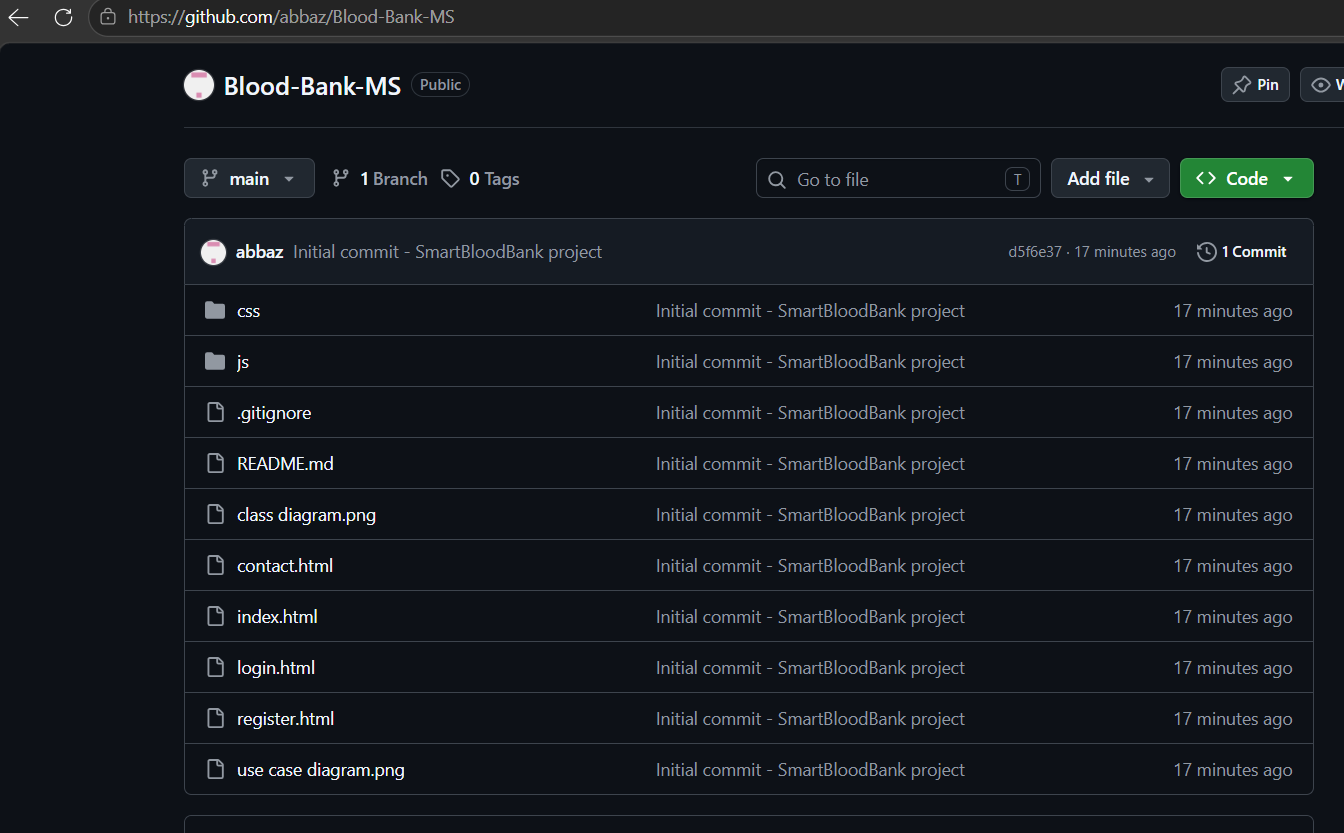 https://github.com/abbaz/Blood-Bank-MS
Blood-Bank-MS Public Pin W
main 1 Branch 0 Tags Go to file T Add file Code
abbaz Initial commit - SmartBloodBank project d5f6e37 · 17 minutes ago 1 Commit
css Initial commit - SmartBloodBank project 17 minutes ago
js Initial commit - SmartBloodBank project 17 minutes ago
.gitignore Initial commit - SmartBloodBank project 17 minutes ago
README.md Initial commit - SmartBloodBank project 17 minutes ago
class diagram.png Initial commit - SmartBloodBank project 17 minutes ago
contact.html Initial commit - SmartBloodBank project 17 minutes ago
index.html Initial commit - SmartBloodBank project 17 minutes ago
login.html Initial commit - SmartBloodBank project 17 minutes ago
register.html Initial commit - SmartBloodBank project 17 minutes ago
use case diagram.png Initial commit - SmartBloodBank project 17 minutes ago